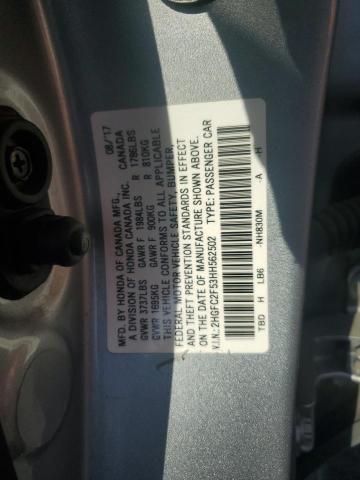 MFG. BY HONDA OF CANADA MFG. 08/17
A DIVISION OF HONDA CANADA INC. CANADA
GVWR 3737LBS GAWR F 1984LBS R 1786LBS
GVWR 1695KG GAWR F 900KG R 810KG
THIS VEHICLE CONFORMS TO ALL APPLICABLE
FEDERAL MOTOR VEHICLE SAFETY, BUMPER,
AND THEFT PREVENTION STANDARDS IN EFFECT
ON THE DATE OF MANUFACTURE SHOWN ABOVE.
V.I.N.: 2HGFC2F53HH562502 TYPE: PASSENGER CAR
TBD H LB6 -NH830M -A H